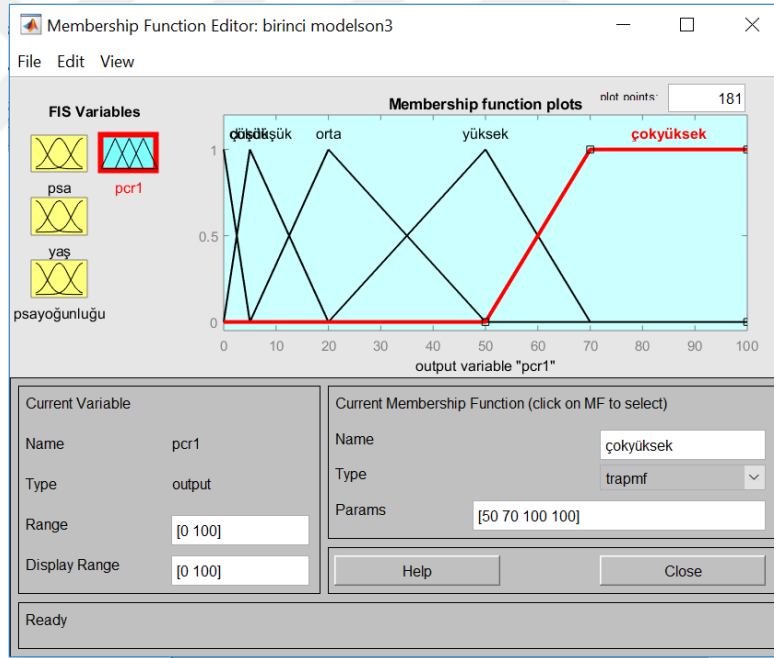 Membership Function Editor: birinci modelson3
File Edit View
FIS Variables
Membership function plots
plot points:
181
psa
pcr1
yaş
psayoğunluğu
orta
yüksek
çokyüksek
1
0.5
0
0 10 20 30 40 50 60 70 80 90 100
output variable "pcr1"
Current Variable
Name pcr1
Type output
Range [0 100]
Display Range [0 100]
Current Membership Function (click on MF to select)
Name çokyüksek
Type trapmf
Params [50 70 100 100]
Help Close
Ready